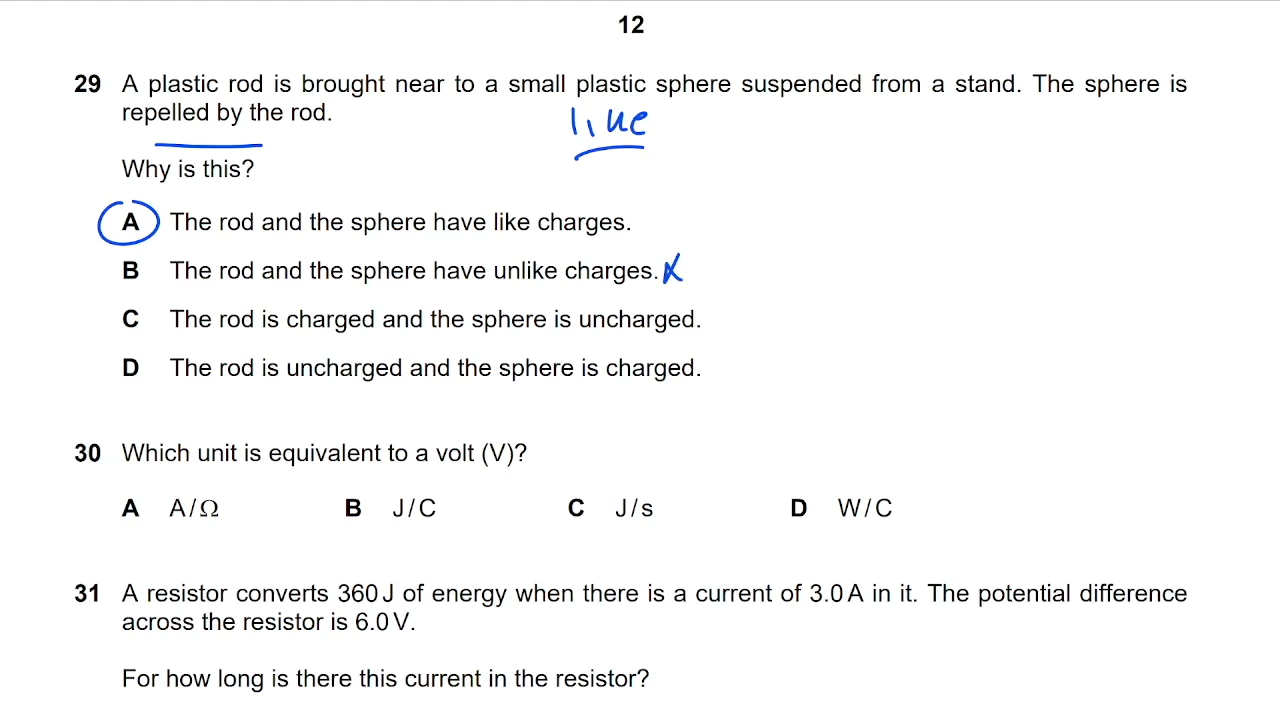 12
29 A plastic rod is brought near to a small plastic sphere suspended from a stand. The sphere is
repelled by the rod.
like
Why is this?
A The rod and the sphere have like charges.
B The rod and the sphere have unlike charges.
C The rod is charged and the sphere is uncharged.
D The rod is uncharged and the sphere is charged.
30 Which unit is equivalent to a volt (V)?
A A/Ω B J/C C J/s D W/C
31 A resistor converts 360 J of energy when there is a current of 3.0 A in it. The potential difference
across the resistor is 6.0 V.
For how long is there this current in the resistor?